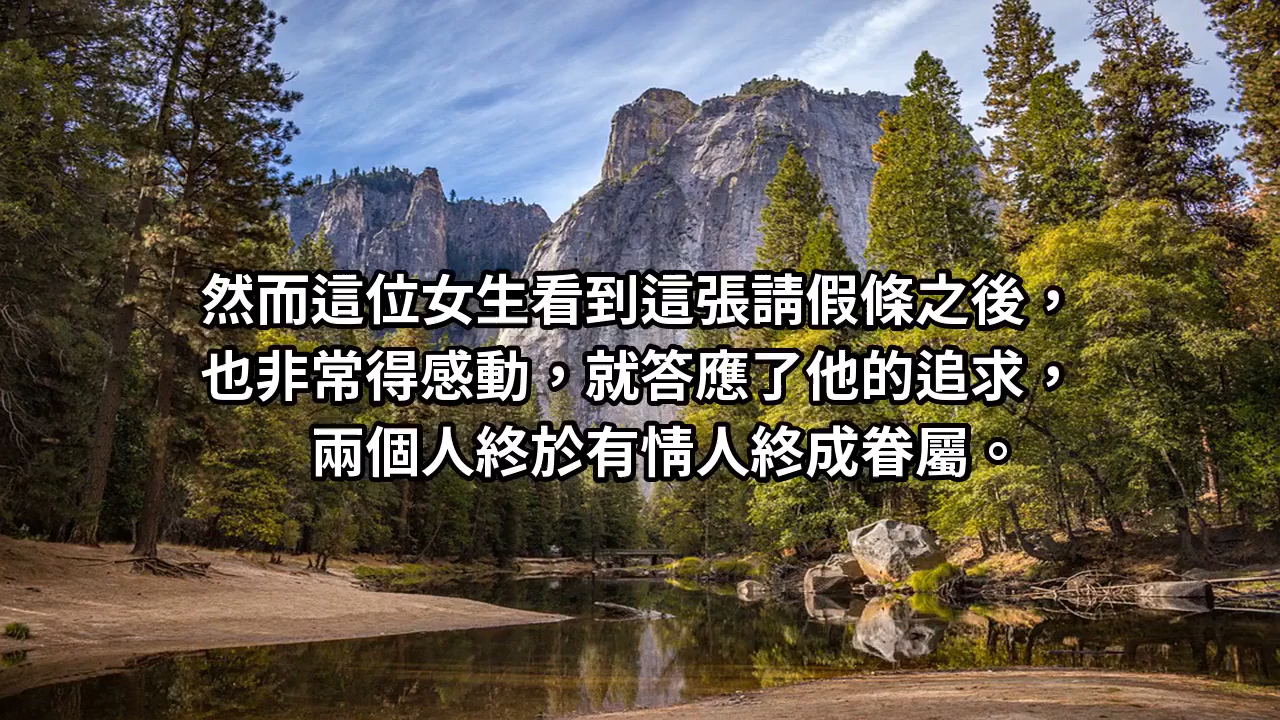 然而這位女生看到這張請假條之後，
也非常得感動，就答應了他的追求，
兩個人終於有情人終成眷屬。